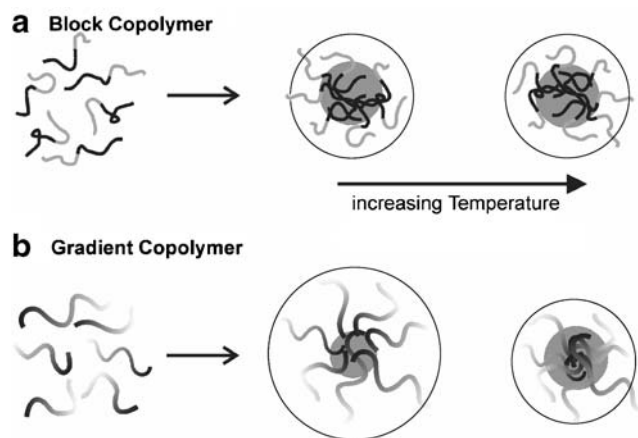 a Block Copolymer
increasing Temperature
b Gradient Copolymer